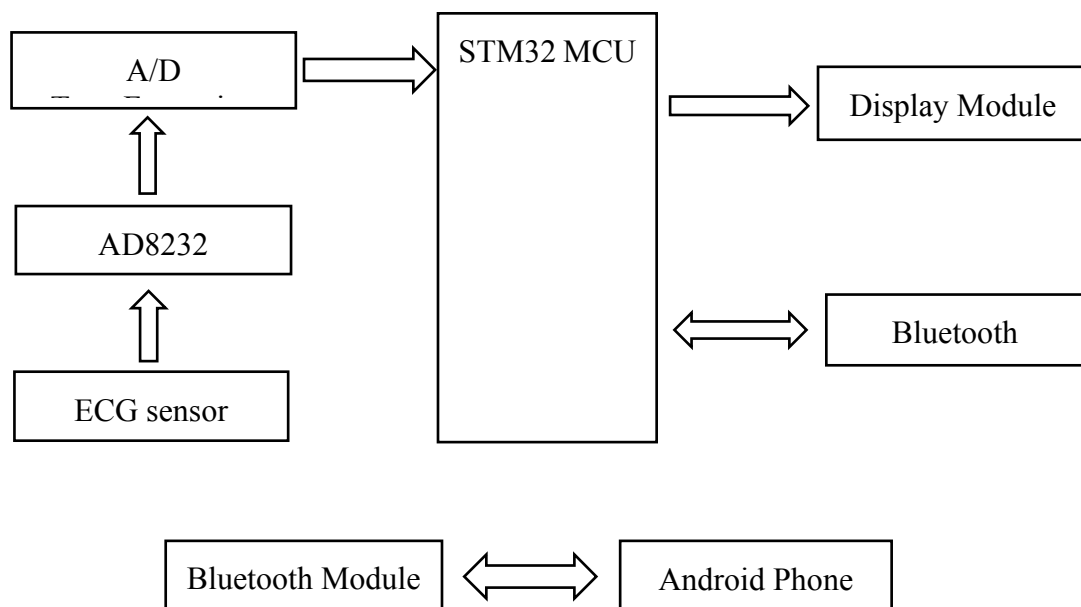 A/D
STM32 MCU
Display Module
AD8232
Bluetooth
ECG sensor
Bluetooth Module
Android Phone